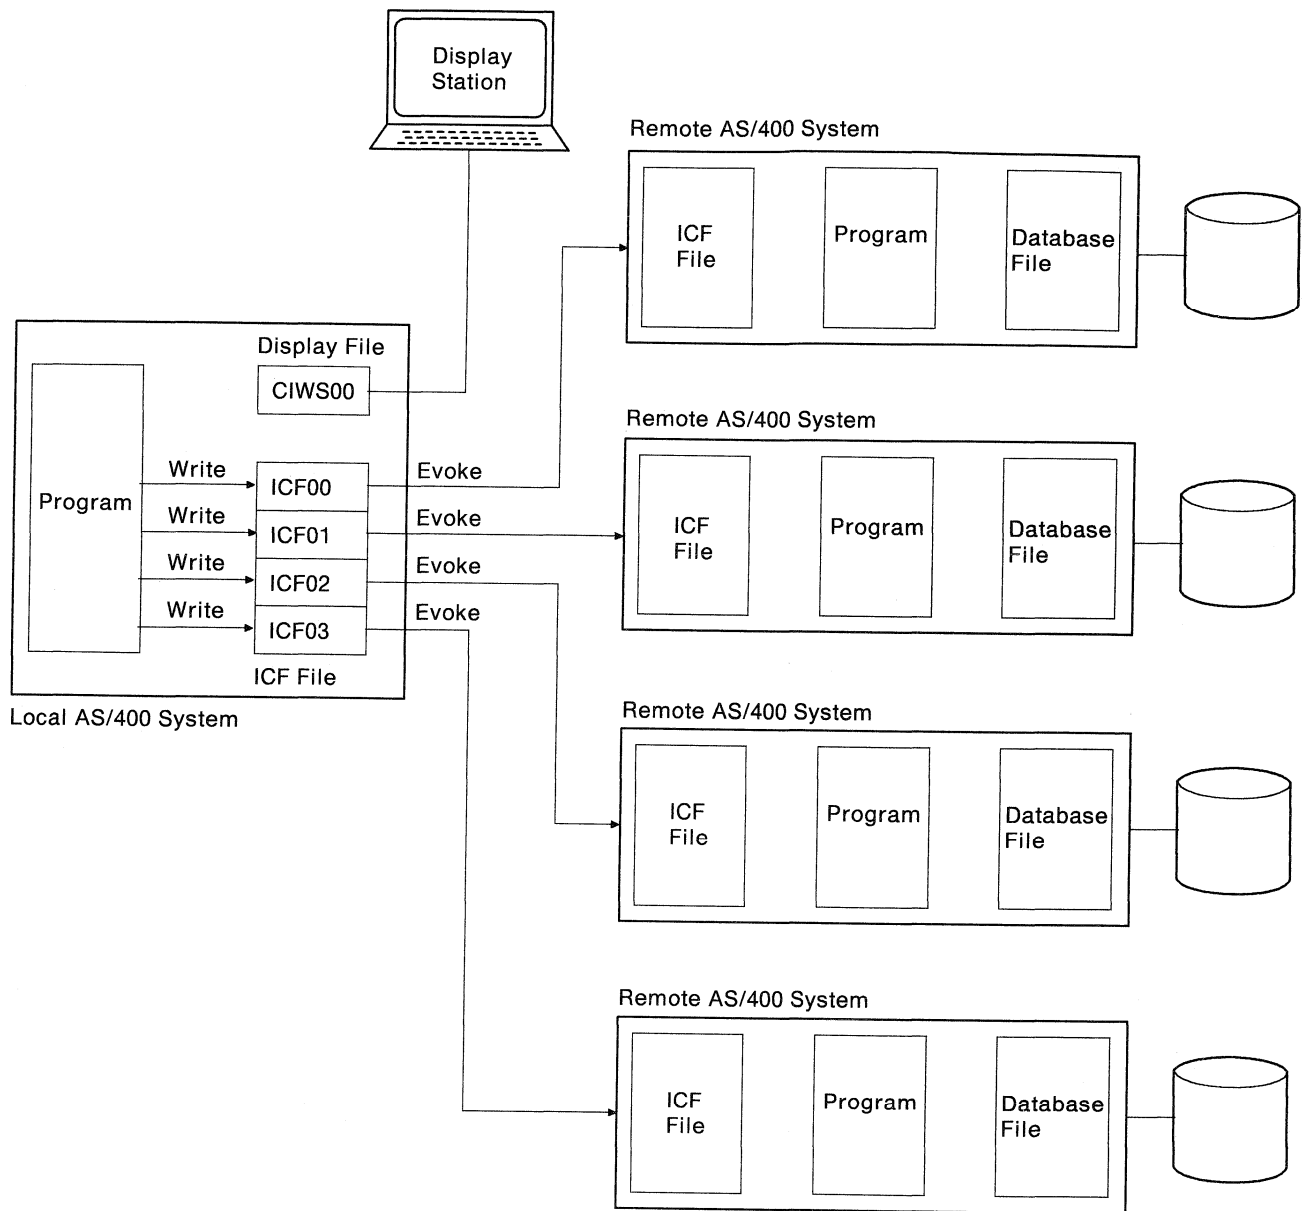 Display
Station
Remote AS/400 System
ICF
File
Program
Database
File
Display File
CIWS00
Program
Write
ICF00
Evoke
Write
ICF01
Evoke
Write
ICF02
Evoke
Write
ICF03
Evoke
ICF File
Local AS/400 System
Remote AS/400 System
ICF
File
Program
Database
File
Remote AS/400 System
ICF
File
Program
Database
File
Remote AS/400 System
ICF
File
Program
Database
File